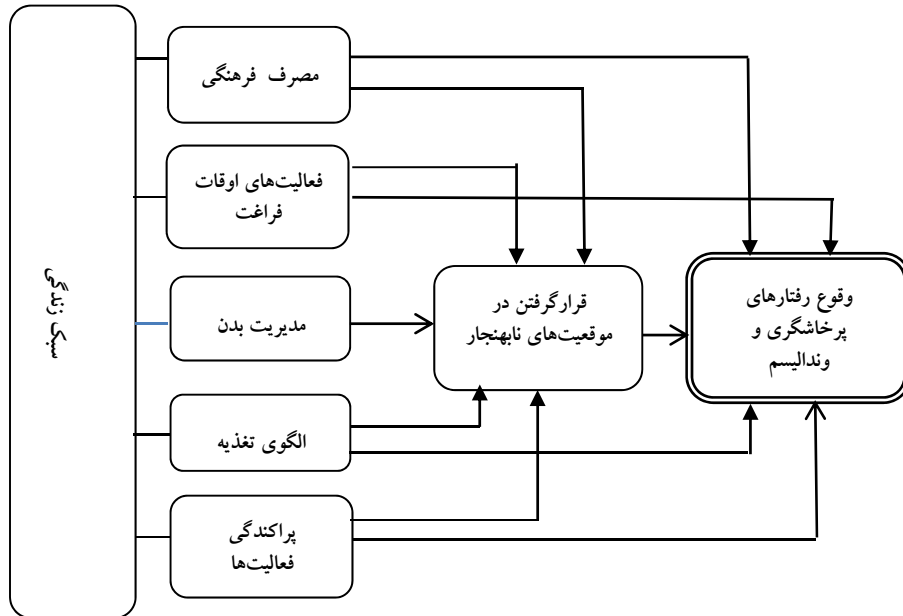 سبک زندگی
مصرف فرهنگی
فعالیت‌های اوقات
فراغت
مدیریت بدن
الگوی تغذیه
پراکندگی
فعالیت‌ها
قرارگرفتن در
موقعیت‌های نابهنجار
وقوع رفتارهای
پرخاشگری و
وندالیسم